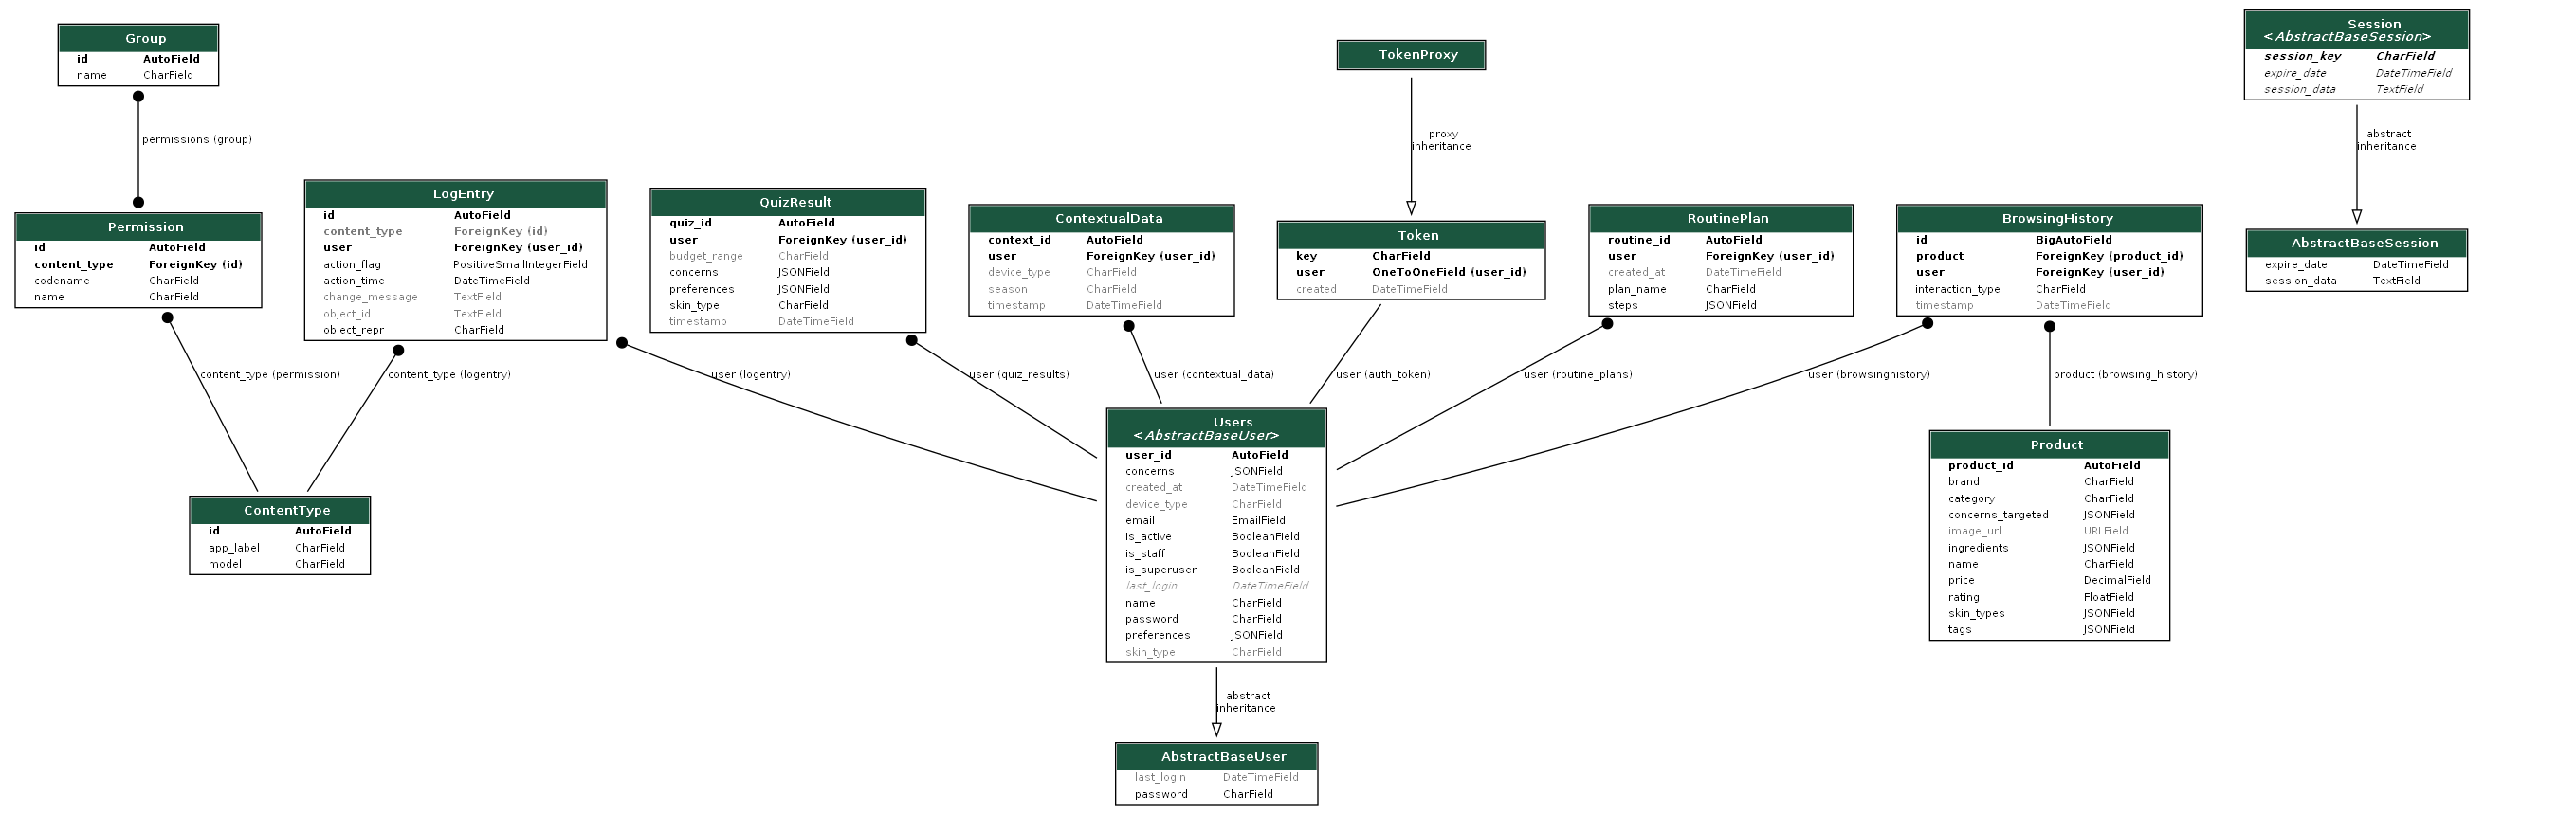 Group
id AutoField
name CharField
permissions (group)
Permission
id AutoField
content_type ForeignKey (id)
codename CharField
name CharField
LogEntry
id AutoField
content_type ForeignKey (id)
user ForeignKey (user_id)
action_flag PositiveSmallIntegerField
action_time DateTimeField
change_message TextField
object_id TextField
object_repr CharField
QuizResult
quiz_id AutoField
user ForeignKey (user_id)
budget_range CharField
concerns JSONField
preferences JSONField
skin_type CharField
timestamp DateTimeField
ContextualData
context_id AutoField
user ForeignKey (user_id)
device_type CharField
season CharField
timestamp DateTimeField
TokenProxy
proxy
inheritance
Token
key CharField
user OneToOneField (user_id)
created DateTimeField
RoutinePlan
routine_id AutoField
user ForeignKey (user_id)
created_at DateTimeField
plan_name CharField
steps JSONField
BrowsingHistory
id BigAutoField
product ForeignKey (product_id)
user ForeignKey (user_id)
interaction_type CharField
timestamp DateTimeField
Session
<AbstractBaseSession>
session_key CharField
expire_date DateTimeField
session_data TextField
abstract
inheritance
AbstractBaseSession
expire_date DateTimeField
session_data TextField
content_type (permission)
content_type (logentry)
user (logentry)
user (quiz_results)
user (contextual_data)
user (auth_token)
user (routine_plans)
user (browsinghistory)
product (browsing_history)
ContentType
id AutoField
app_label CharField
model CharField
Users
<AbstractBaseUser>
user_id AutoField
concerns JSONField
created_at DateTimeField
device_type CharField
email EmailField
is_active BooleanField
is_staff BooleanField
is_superuser BooleanField
last_login DateTimeField
name CharField
password CharField
preferences JSONField
skin_type CharField
Product
product_id AutoField
brand CharField
category CharField
concerns_targeted JSONField
image_url URLField
ingredients JSONField
name CharField
price DecimalField
rating FloatField
skin_types JSONField
tags JSONField
abstract
inheritance
AbstractBaseUser
last_login DateTimeField
password CharField